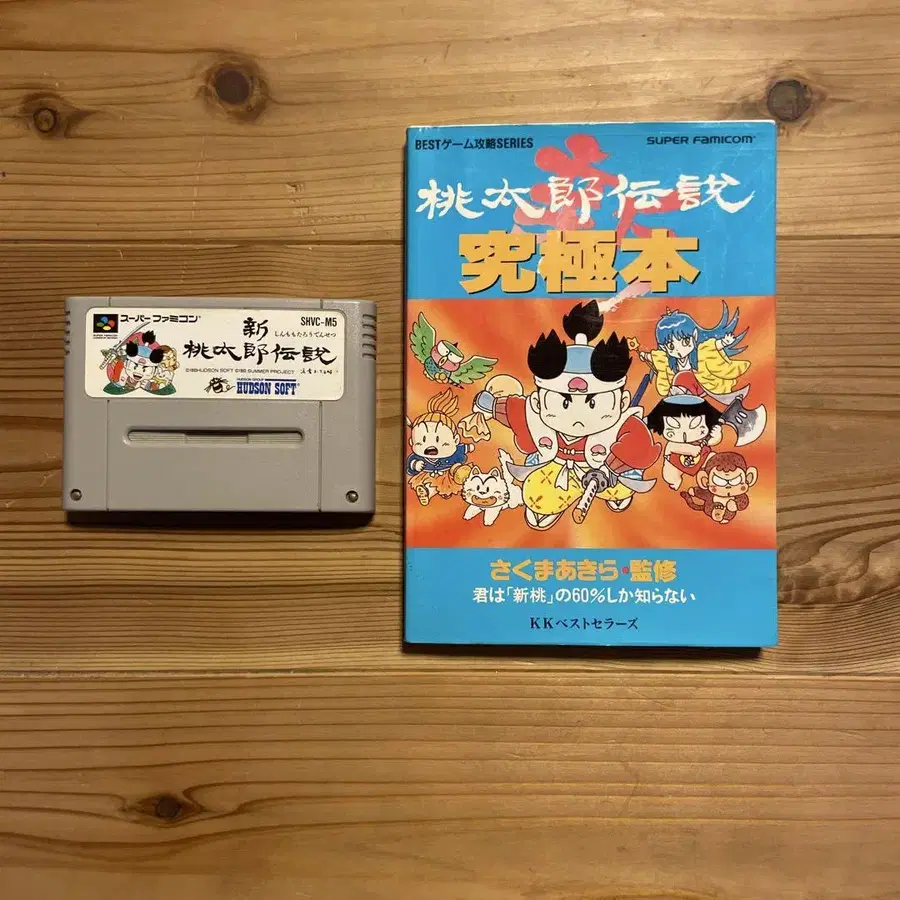 スーパーファミコン
SHVC-M5
新
しんももたろうでんせつ
桃太郎伝説
HUDSON SOFT
BESTゲーム攻略SERIES
SUPER FAMICOM
新
桃太郎伝説
究極本
さくまあきら・監修
君は「新桃」の60%しか知らない
KKベストセラーズ